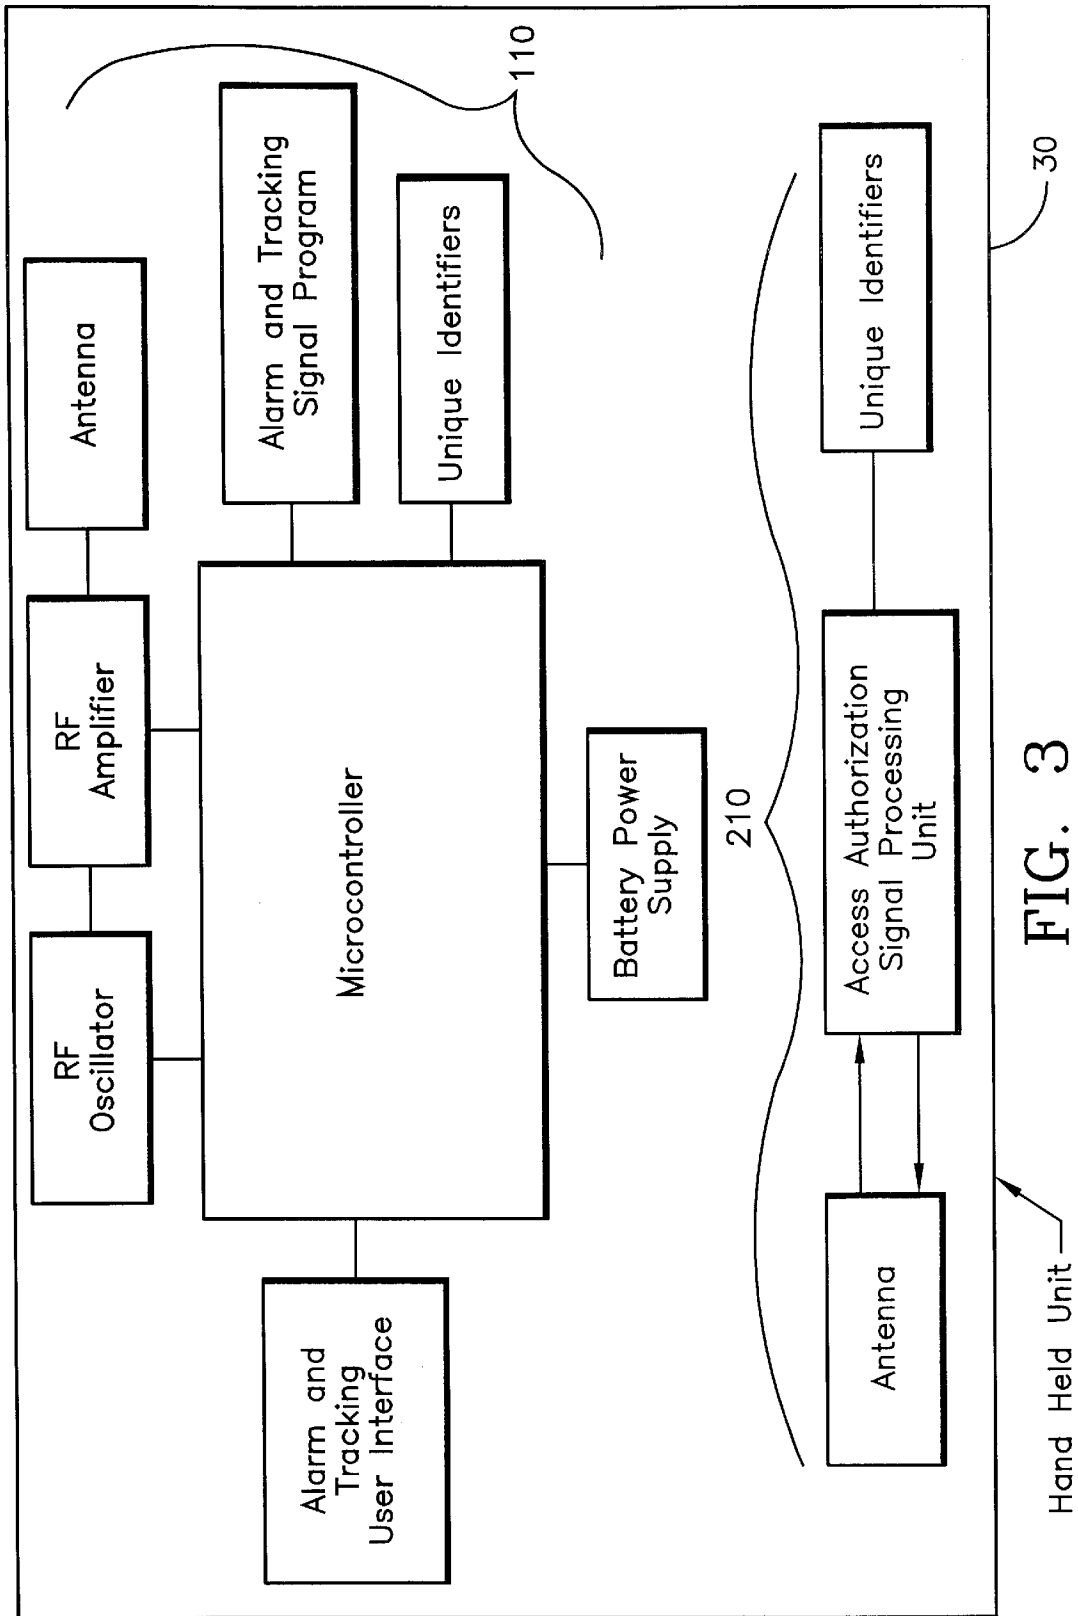 RF
Oscillator
RF
Amplifier
Antenna
Alarm and
Tracking
User Interface
Microcontroller
Alarm and Tracking
Signal Program
Unique Identifiers
110
Battery Power
Supply
210
Antenna
Access Authorization
Signal Processing
Unit
Unique Identifiers
Hand Held Unit
30
FIG. 3